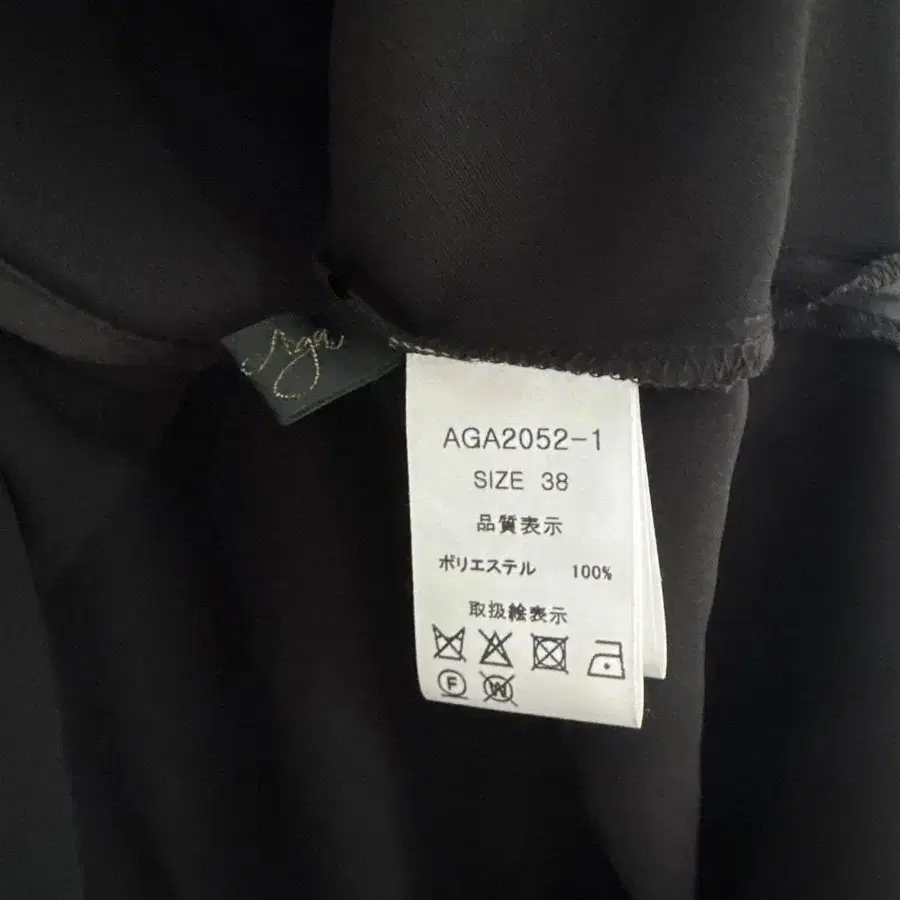 Aga
AGA2052-1
SIZE 38
品質表示
ポリエステル 100%
取扱絵表示
F W